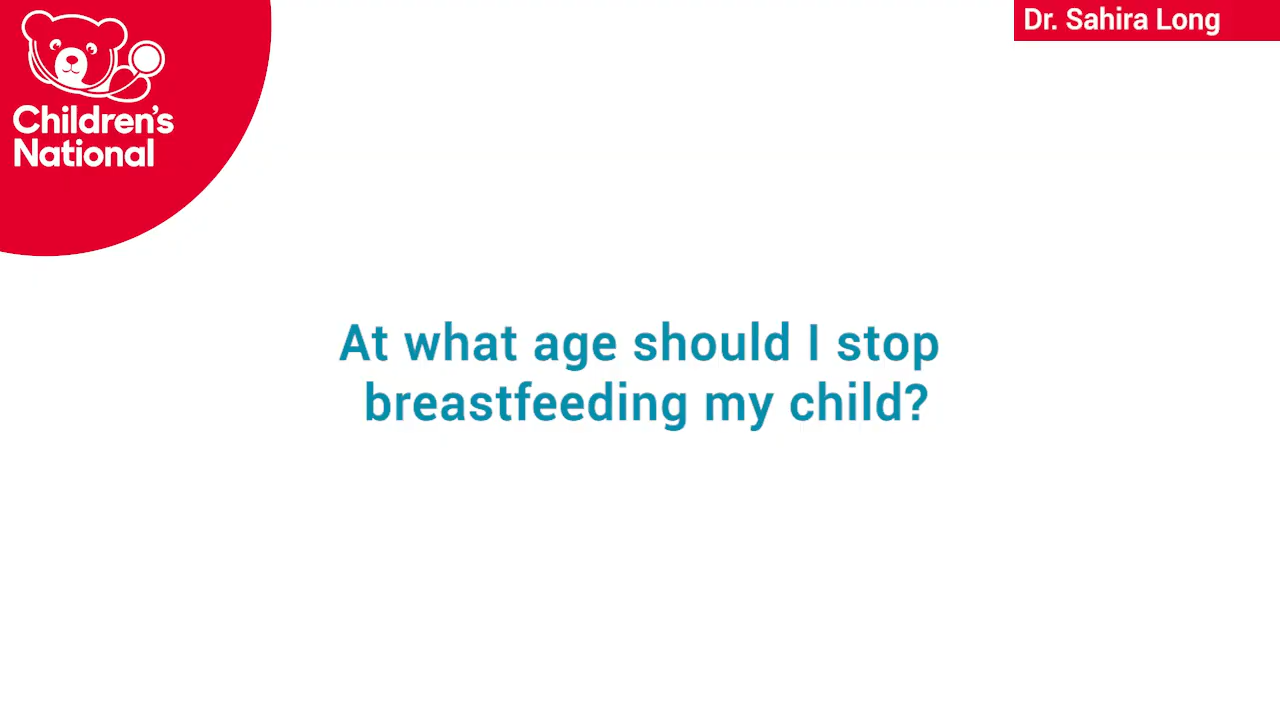 Dr. Sahira Long
Children's
National
At what age should I stop
breastfeeding my child?